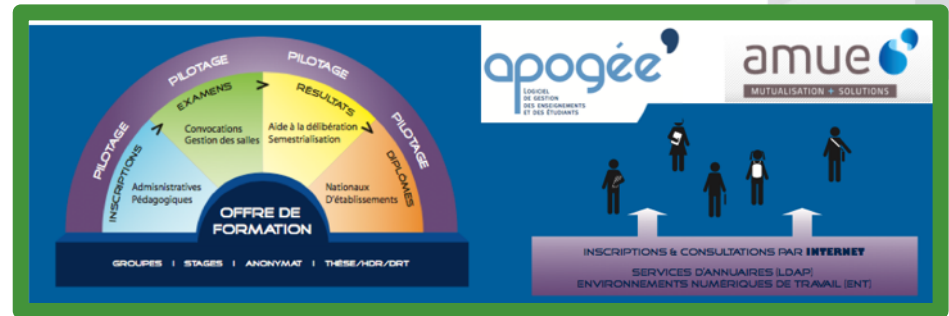 PILOTAGE
PILOTAGE
PILOTAGE
PILOTAGE
INSCRIPTIONS
>
EXAMENS
>
RÉSULTATS
>
DIPLÔMES
Admisnistratives
Pédagogiques
Convocations
Gestion des salles
Aide à la délibération
Semestrialisation
Nationaux
D'établissements
OFFRE DE
FORMATION
GROUPES | STAGES | ANONYMAT | THÈSE/HDR/DRT
apogée
LOGICIEL
DE GESTION
DES ENSEIGNEMENTS
ET DES ÉTUDIANTS
amue
MUTUALISATION + SOLUTIONS
INSCRIPTIONS & CONSULTATIONS PAR INTERNET
SERVICES D'ANNUAIRES (LDAP)
ENVIRONNEMENTS NUMÉRIQUES DE TRAVAIL (ENT)